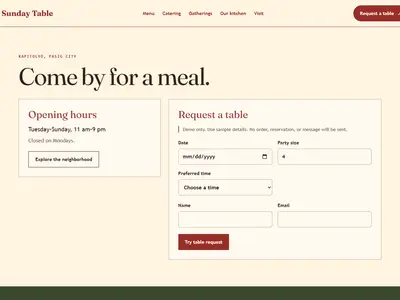 Sunday Table
Menu
Catering
Gatherings
Our kitchen
Visit
Request a table
KAPITOLYO, PASIG CITY
Come by for a meal.
Opening hours
Tuesday-Sunday, 11 am-9 pm
Closed on Mondays.
Explore the neighborhood
Request a table
Demo only. Use sample details. No order, reservation, or message will be sent.
Date
Party size
mm/dd/yyyy
4
Preferred time
Choose a time
Name
Email
Try table request